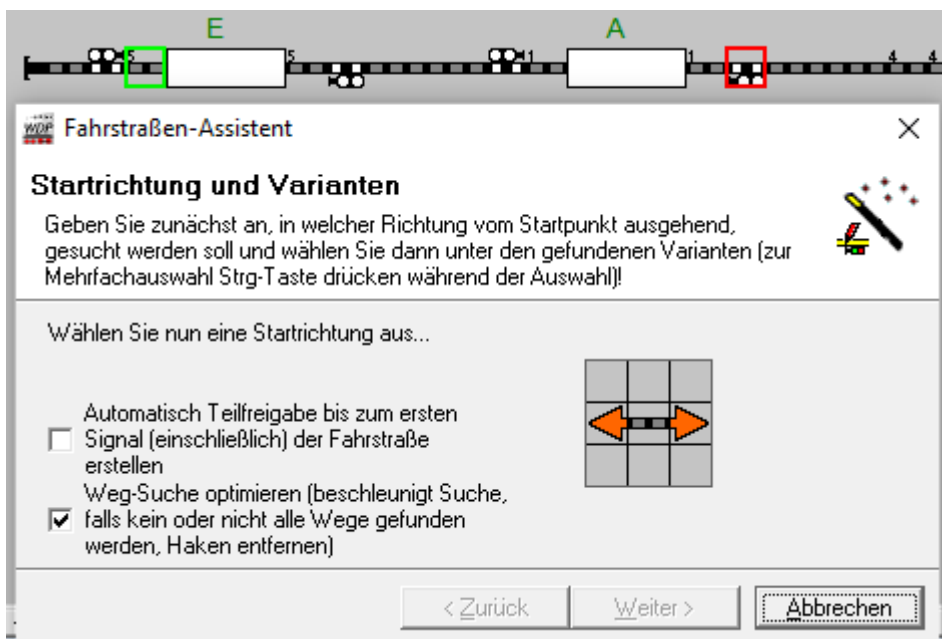 E A
5 5 1 1 4 4
WDP Fahrstraßen-Assistent
Startrichtung und Varianten
Geben Sie zunächst an, in welcher Richtung vom Startpunkt ausgehend,
gesucht werden soll und wählen Sie dann unter den gefundenen Varianten (zur
Mehrfachauswahl Strg-Taste drücken während der Auswahl)!
Wählen Sie nun eine Startrichtung aus...
Automatisch Teilfreigabe bis zum ersten
Signal (einschließlich) der Fahrstraße
erstellen
Weg-Suche optimieren (beschleunigt Suche,
falls kein oder nicht alle Wege gefunden
werden, Haken entfernen)
< Zurück Weiter > Abbrechen